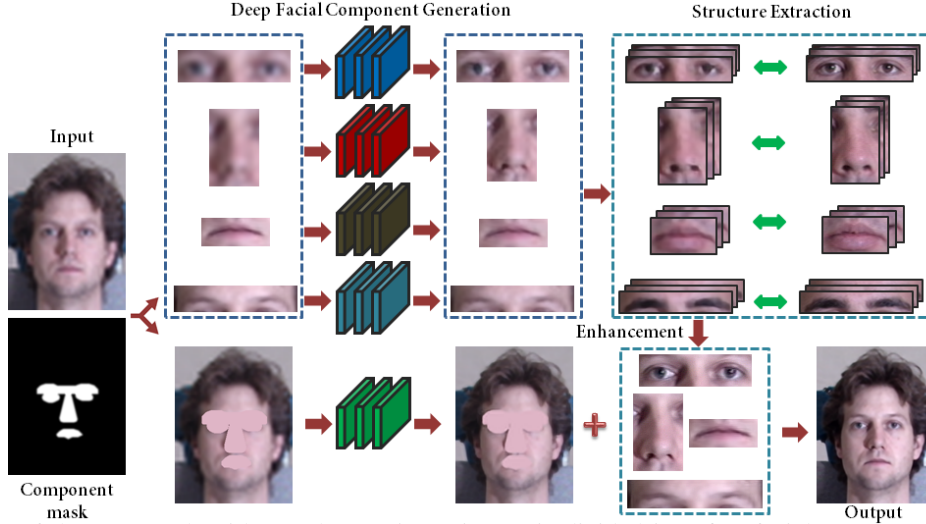 Deep Facial Component Generation
Structure Extraction
Input
Enhancement
Component
mask
Output